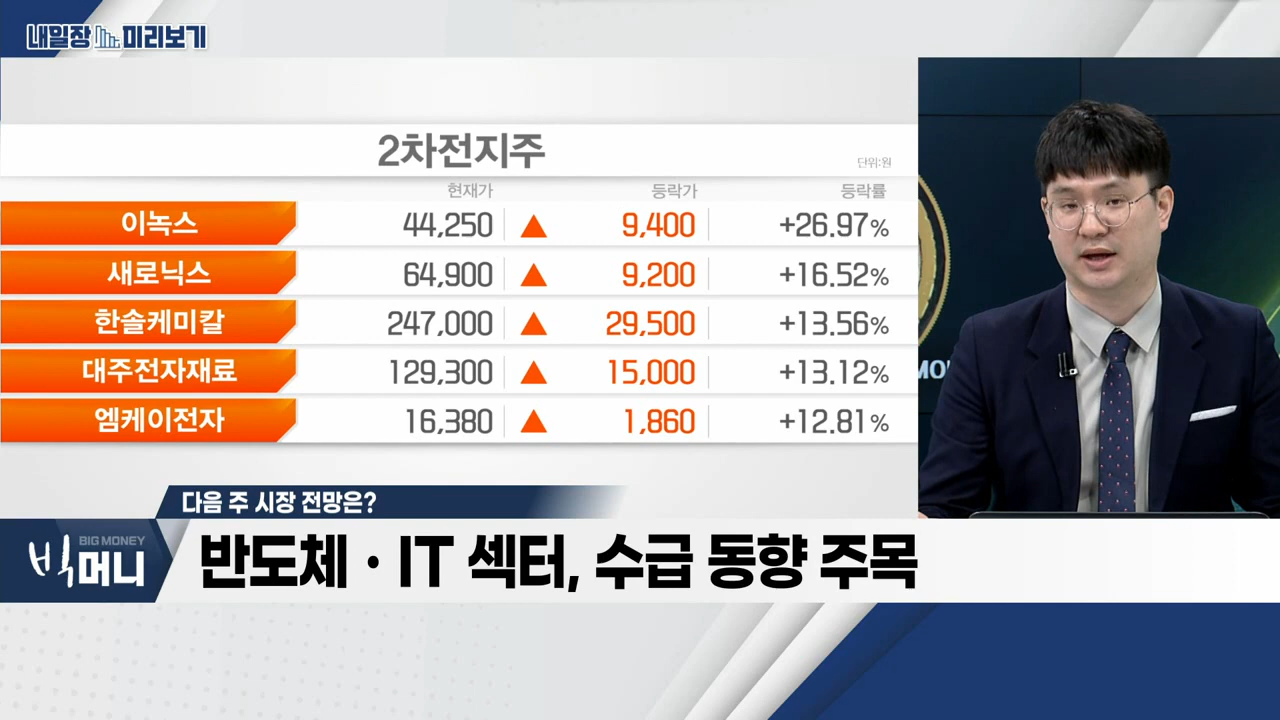 내일장 미리보기
2차전지주
단위:원
현재가 등락가 등락률
이녹스 44,250 ▲ 9,400 +26.97%
새로닉스 64,900 ▲ 9,200 +16.52%
한솔케미칼 247,000 ▲ 29,500 +13.56%
대주전자재료 129,300 ▲ 15,000 +13.12%
엠케이전자 16,380 ▲ 1,860 +12.81%
다음 주 시장 전망은?
BIG MONEY
빅머니
반도체·IT 섹터, 수급 동향 주목